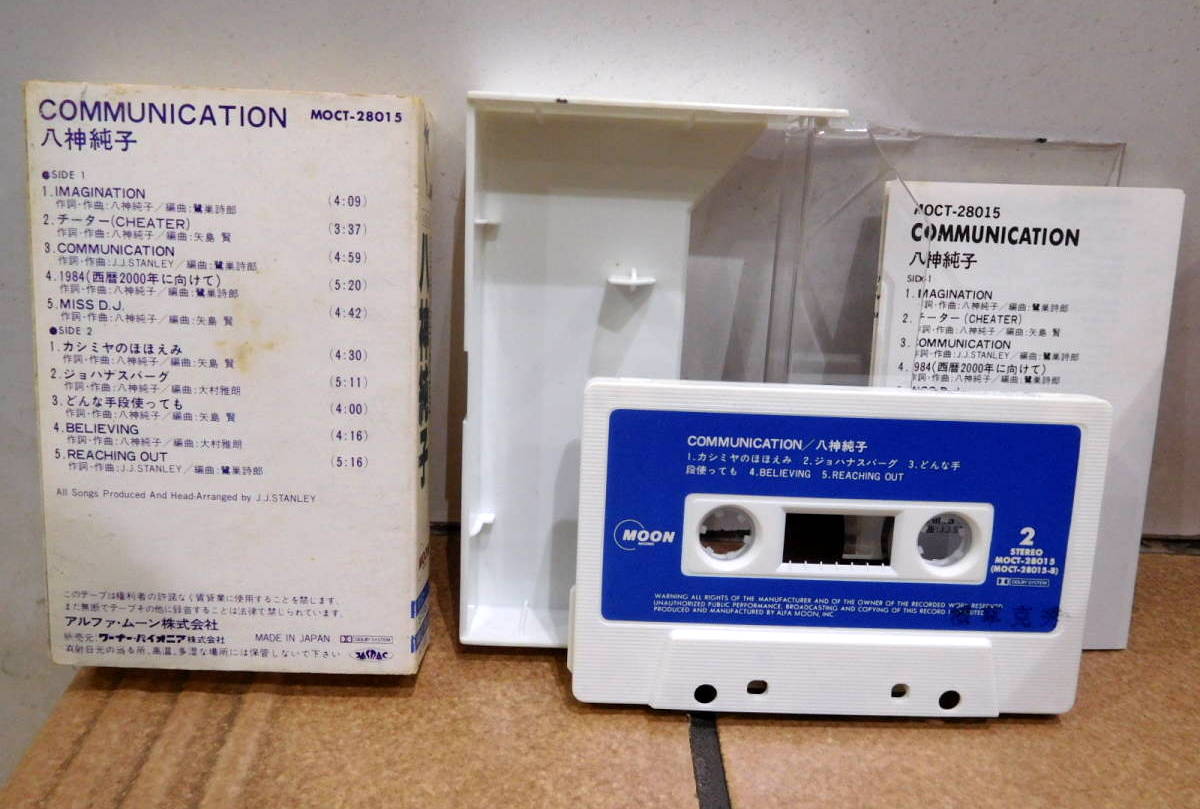 COMMUNICATION MOCT-28015
八神純子
●SIDE 1
1.IMAGINATION (4:09)
作詞・作曲:八神純子/編曲:鷺巣詩郎
2.チーター(CHEATER) (3:37)
作詞・作曲:八神純子/編曲:矢島 賢
3.COMMUNICATION (4:59)
作詞・作曲:J.J.STANLEY/編曲:鷺巣詩郎
4.1984(西暦2000年に向けて) (5:20)
作詞・作曲:八神純子/編曲:鷺巣詩郎
5.MISS D.J. (4:42)
作詞・作曲:八神純子/編曲:矢島 賢
●SIDE 2
1.カシミヤのほほえみ (4:30)
作詞・作曲:八神純子/編曲:矢島 賢
2.ジョハナスバーグ (5:11)
作詞・作曲:八神純子/編曲:大村雅朗
3.どんな手段使っても (4:00)
作詞・作曲:八神純子/編曲:矢島 賢
4.BELIEVING (4:16)
作詞・作曲:八神純子/編曲:大村雅朗
5.REACHING OUT (5:16)
作詞・作曲:J.J.STANLEY/編曲:鷺巣詩郎
All Songs Produced And Head-Arranged by J.J.STANLEY
このテープは権利者の許諾なく賃貸業に使用することを禁じます。
また無断でテープその他に録音することは法律で禁じられています。
アルファ・ムーン株式会社
販売元:ワーナー・パイオニア株式会社 MADE IN JAPAN DOLBY SYSTEM
直射日光の当る所、高温、多湿な場所には保管しないで下さい JASRAC
八神純子
MOCT-28015
COMMUNICATION
八神純子
SIDE-1
1. IMAGINATION
詞・作曲:八神純子/編曲:鷺巣詩郎
2. チーター(CHEATER)
作詞・作曲:八神純子/編曲:矢島 賢
3. COMMUNICATION
作詞・作曲:J.J.STANLEY/編曲:鷺巣詩郎
4. 1984(西暦2000年に向けて)
作詞・作曲:八神純子/編曲:鷺巣詩郎
COMMUNICATION/八神純子
1.カシミヤのほほえみ 2.ジョハナスバーグ 3.どんな手
段使っても 4.BELIEVING 5.REACHING OUT
MOON
RECORDS
2
STEREO
MOCT-28015
(MOCT-28015-B)
DOLBY SYSTEM
WARNING ALL RIGHTS OF THE MANUFACTURER AND OF THE OWNER OF THE RECORDED WORK RESERVED
UNAUTHORIZED PUBLIC PERFORMANCE, BROADCASTING AND COPYING OF THIS RECORD
PRODUCED AND MANUFACTURED BY ALFA MOON, INC.